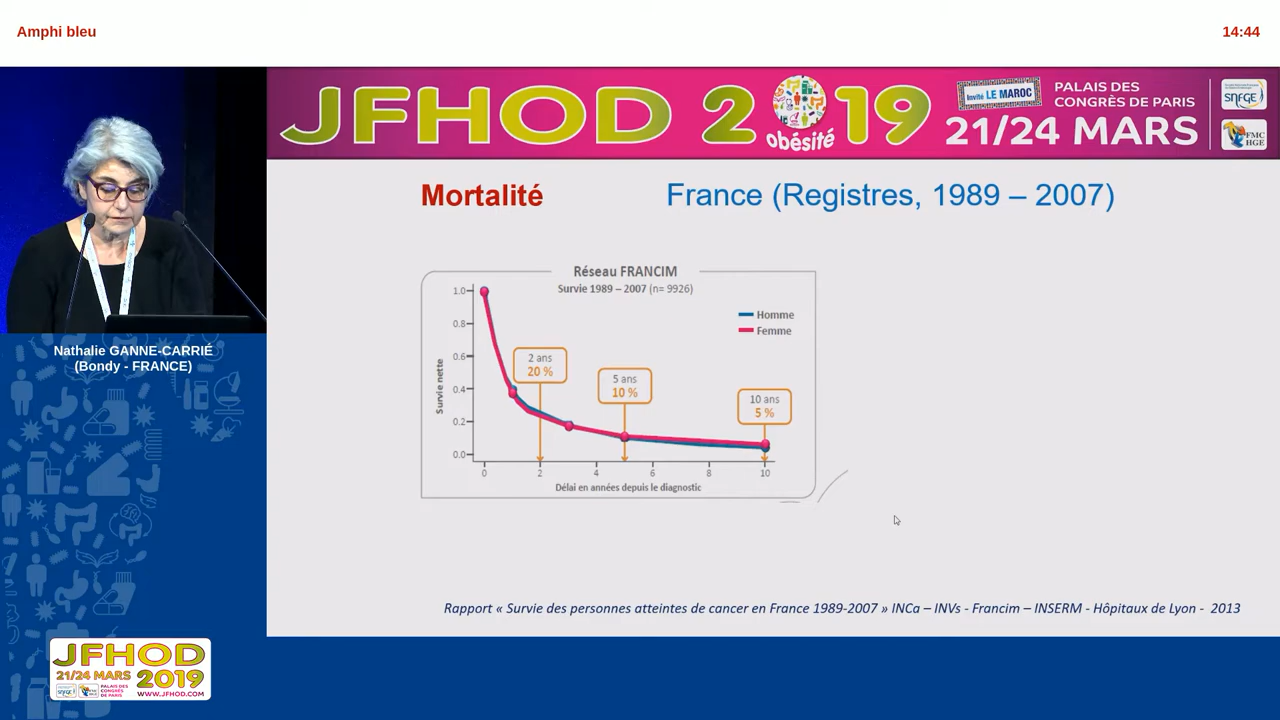 Amphi bleu
14:44
JFHOD 2019
obésité
Invité LE MAROC
PALAIS DES
CONGRÈS DE PARIS
21/24 MARS
SNFGE
FMC
HGE
Mortalité
France (Registres, 1989 – 2007)
Réseau FRANCIM
Survie 1989 – 2007 (n= 9926)
Homme
Femme
Survie nette
1.0
0.8
0.6
0.4
0.2
0.0
2 ans
20 %
5 ans
10 %
10 ans
5 %
0 2 4 6 8 10
Délai en années depuis le diagnostic
Nathalie GANNE-CARRIÉ
(Bondy - FRANCE)
Rapport « Survie des personnes atteintes de cancer en France 1989-2007 » INCa – INVs - Francim – INSERM - Hôpitaux de Lyon - 2013
JFHOD
21/24 MARS 2019
PALAIS DES
CONGRÈS
DE PARIS
WWW.JFHOD.COM